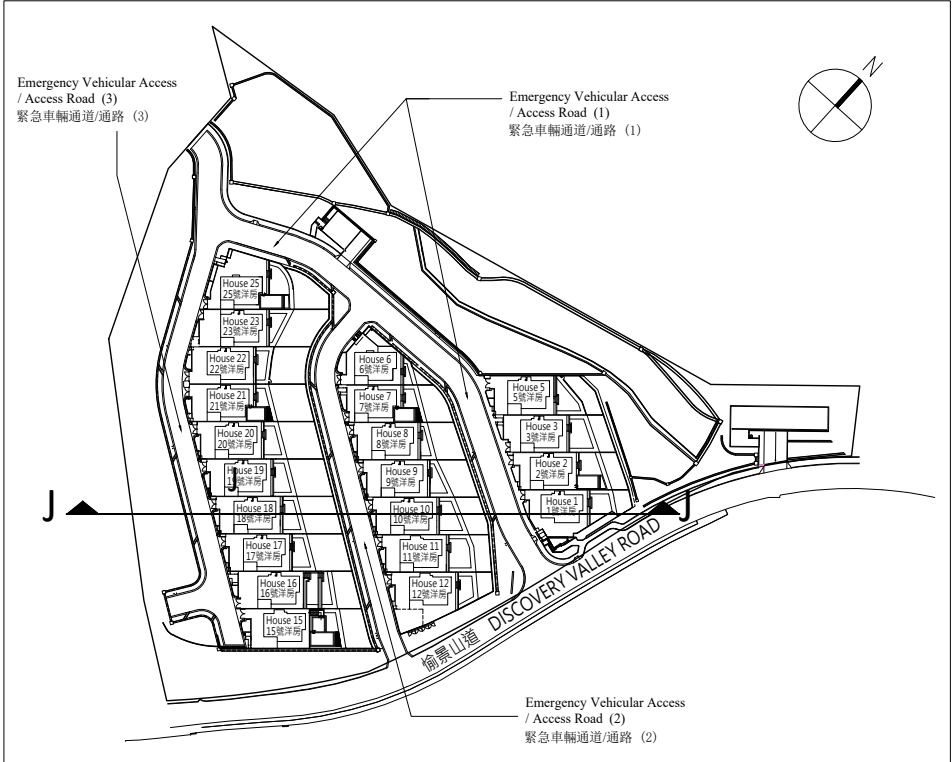 Emergency Vehicular Access
/ Access Road (3)
緊急車輛通道/通路 (3)
Emergency Vehicular Access
/ Access Road (1)
緊急車輛通道/通路 (1)
N
House 25
25號洋房
House 23
23號洋房
House 22
22號洋房
House 21
21號洋房
House 20
20號洋房
House 19
19號洋房
J
House 18
18號洋房
House 17
17號洋房
House 16
16號洋房
House 15
15號洋房
House 6
6號洋房
House 7
7號洋房
House 8
8號洋房
House 9
9號洋房
House 10
10號洋房
House 11
11號洋房
House 12
12號洋房
House 5
5號洋房
House 3
3號洋房
House 2
2號洋房
House 1
1號洋房
J
J
愉景山道 DISCOVERY VALLEY ROAD
Emergency Vehicular Access
/ Access Road (2)
緊急車輛通道/通路 (2)